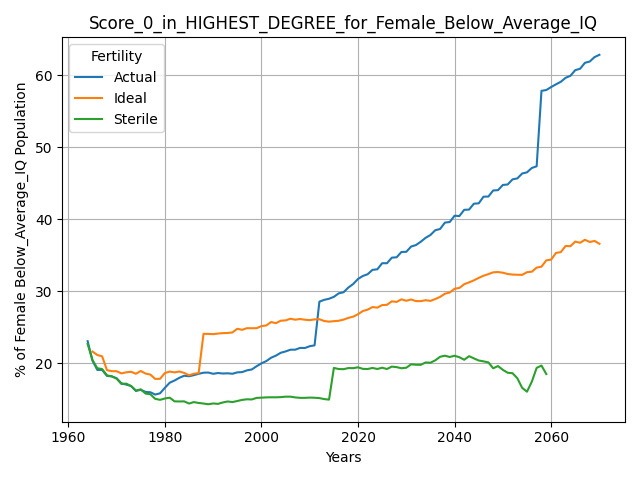 Score_0_in_HIGHEST_DEGREE_for_Female_Below_Average_IQ
Fertility
Actual
Ideal
Sterile
% of Female Below_Average_IQ Population
60
50
40
30
20
1960
1980
2000
2020
2040
2060
Years